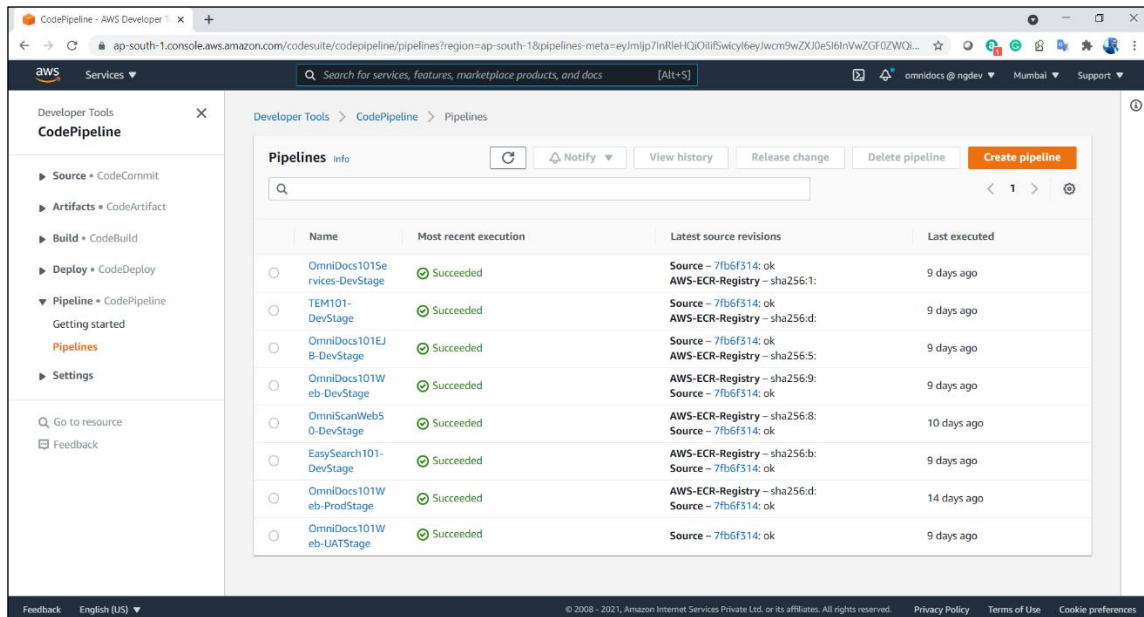 CodePipeline - AWS Developer T
ap-south-1.console.aws.amazon.com/codesuite/codepipeline/pipelines?region=ap-south-1&pipelines-meta=
aws Services ▼ Search for services, features, marketplace products, and docs [Alt+S] omnidocs @ ngdev ▼ Mumbai ▼ Support ▼
Developer Tools
CodePipeline
Source • CodeCommit
Artifacts • CodeArtifact
Build • CodeBuild
Deploy • CodeDeploy
Pipeline • CodePipeline
Getting started
Pipelines
Settings
Go to resource
Feedback
Developer Tools > CodePipeline > Pipelines
Pipelines Info Notify ▼ View history Release change Delete pipeline Create pipeline
< 1 >
Name Most recent execution Latest source revisions Last executed
OmniDocs101Se Source – 7fb6f314: ok
rvices-DevStage Succeeded AWS-ECR-Registry – sha256:1: 9 days ago
TEM101- Source – 7fb6f314: ok
DevStage Succeeded AWS-ECR-Registry – sha256:d: 9 days ago
OmniDocs101EJ Source – 7fb6f314: ok
B-DevStage Succeeded AWS-ECR-Registry – sha256:5: 9 days ago
OmniDocs101W AWS-ECR-Registry – sha256:9:
eb-DevStage Succeeded Source – 7fb6f314: ok 9 days ago
OmniScanWeb5 AWS-ECR-Registry – sha256:8:
0-DevStage Succeeded Source – 7fb6f314: ok 10 days ago
EasySearch101- AWS-ECR-Registry – sha256:b:
DevStage Succeeded Source – 7fb6f314: ok 9 days ago
OmniDocs101W AWS-ECR-Registry – sha256:d:
eb-ProdStage Succeeded Source – 7fb6f314: ok 14 days ago
OmniDocs101W
eb-UATStage Succeeded Source – 7fb6f314: ok 9 days ago
Feedback English (US) ▼ © 2008 - 2021, Amazon Internet Services Private Ltd. or its affiliates. All rights reserved. Privacy Policy Terms of Use Cookie preferences